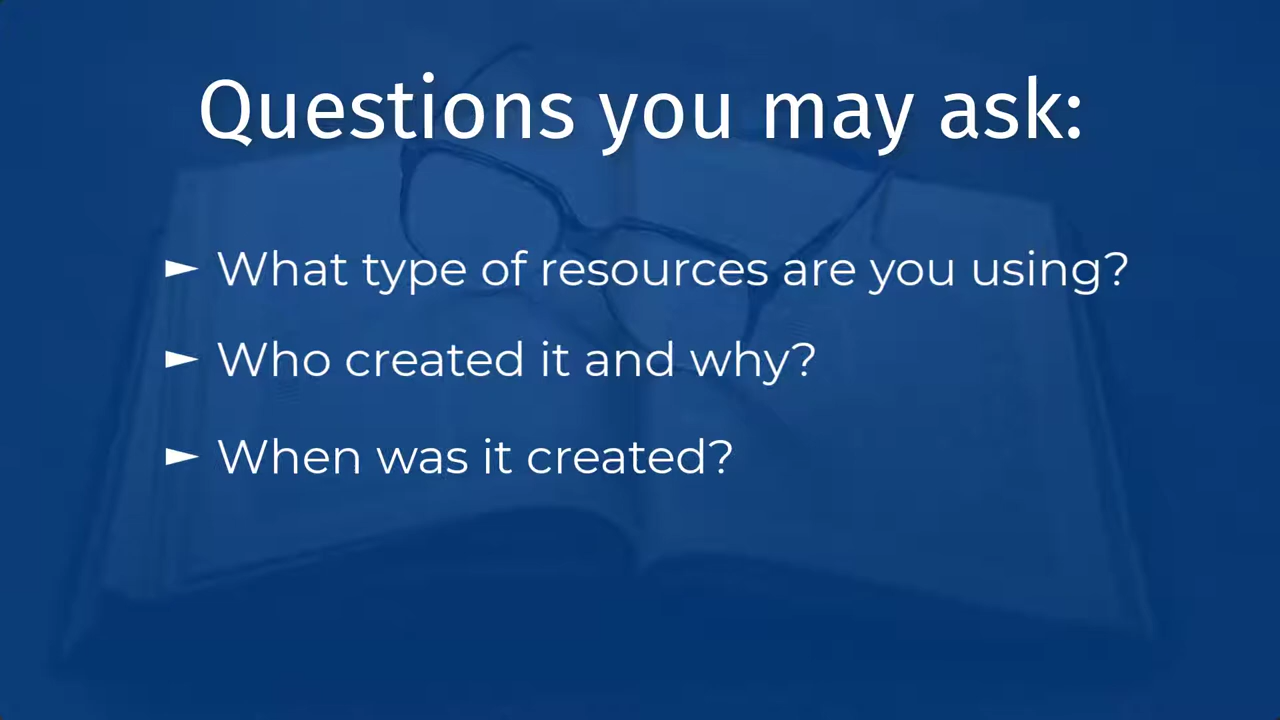 Questions you may ask:
► What type of resources are you using?
► Who created it and why?
► When was it created?